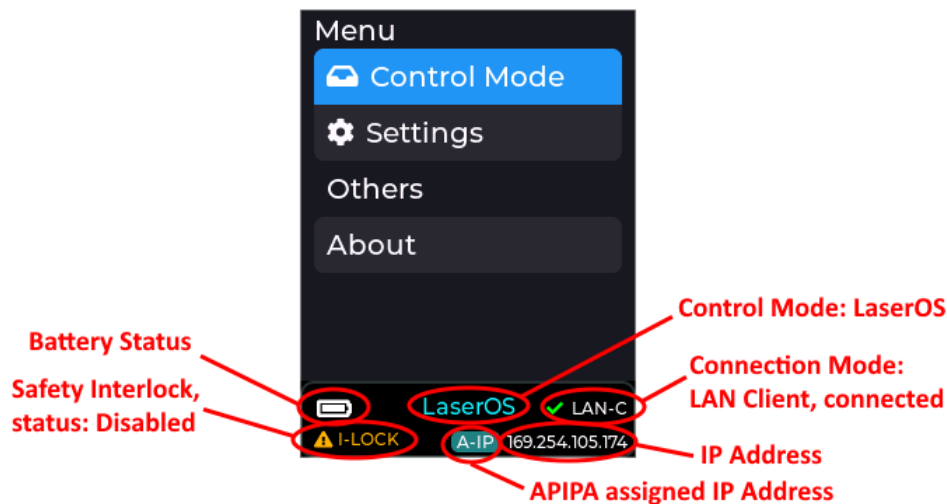 Menu
Control Mode
Settings
Others
About
Control Mode: LaserOS
Battery Status
Connection Mode:
LAN Client, connected
Safety Interlock,
status: Disabled
LaserOS
LAN-C
I-LOCK
A-IP
169.254.105.174
IP Address
APIPA assigned IP Address